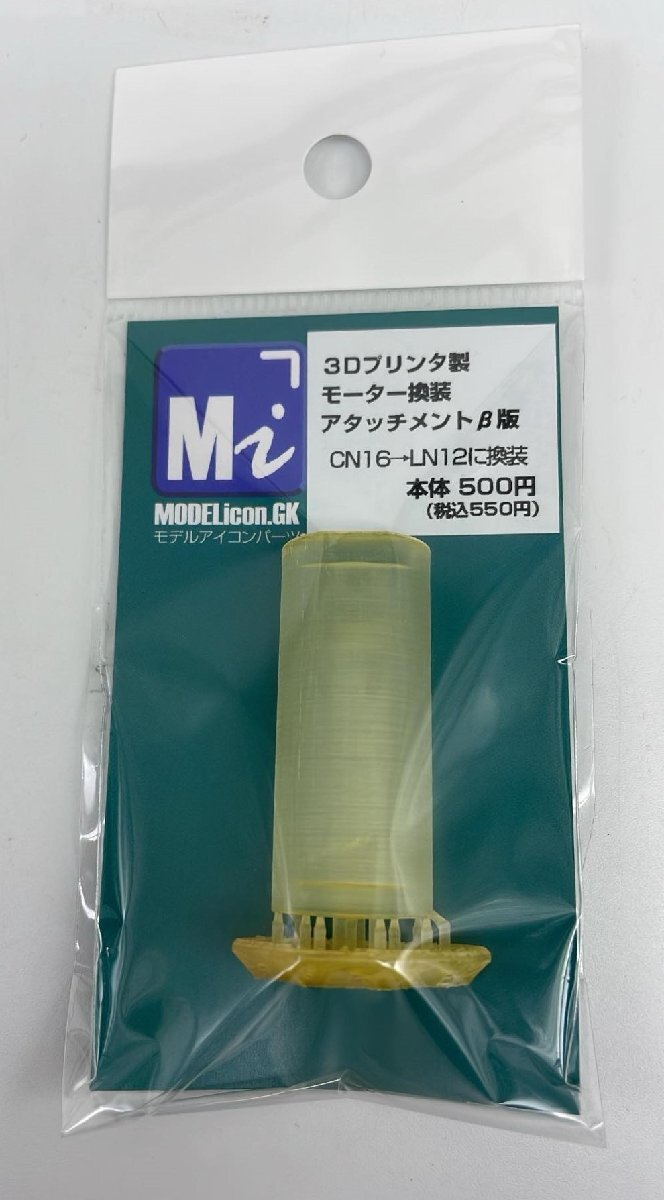 Mi
MODELicon.GK
モデルアイコンパーツ
3Dプリンタ製
モーター換装
アタッチメントβ版
CN16→LN12に換装
本体 500円
(税込550円)